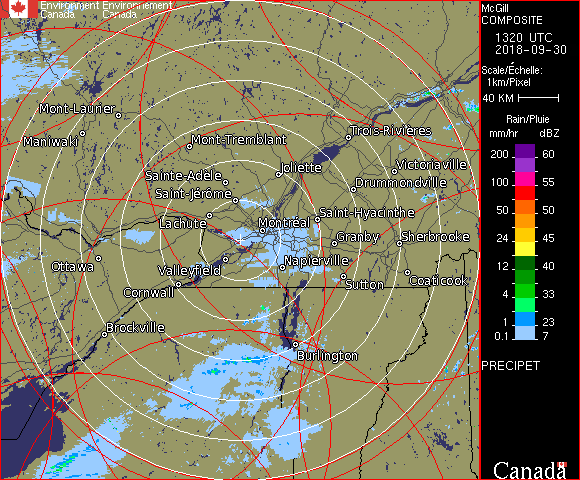 Environment Environnement
Canada Canada
McGill
COMPOSITE
1320 UTC
2018-09-30
Scale/Échelle:
1km/Pixel
40 KM
Rain/Pluie
mm/hr dBZ
200 60
100 55
50 50
24 45
12 40
4 33
1 23
0.1 7
PRECIPET
Canada
Mont-Laurier
Maniwaki
Mont-Tremblant
Trois-Rivières
Joliette
Victoriaville
Sainte-Adèle
Drummondville
Saint-Jérôme
Lachute
Saint-Hyacinthe
Montréal
Granby
Sherbrooke
Ottawa
Valleyfield
Napierville
Cornwall
Sutton
Coaticook
Brockville
Burlington